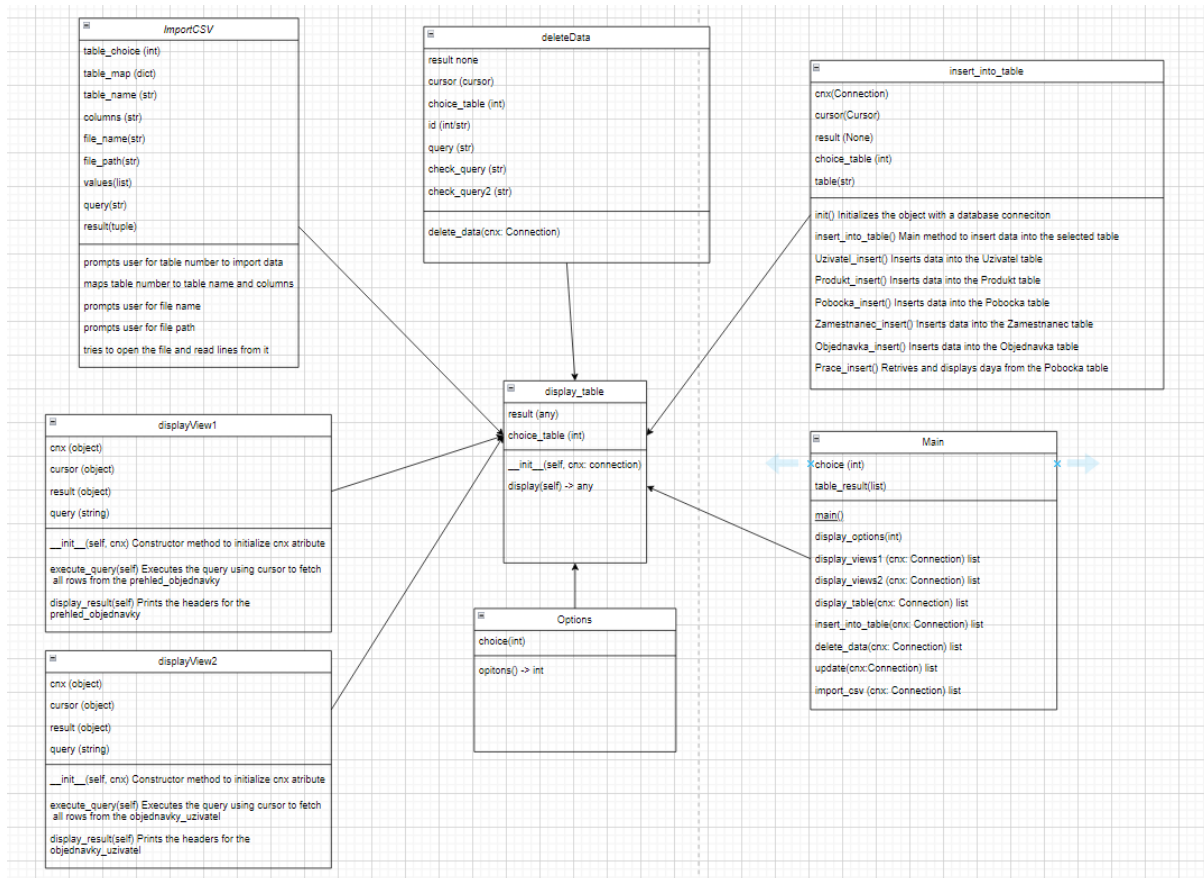 ImportCSV
table_choice (int)
table_map (dict)
table_name (str)
columns (str)
file_name(str)
file_path(str)
values(list)
query(str)
result(tuple)
prompts user for table number to import data
maps table number to table name and columns
prompts user for file name
prompts user for file path
tries to open the file and read lines from it
deleteData
result none
cursor (cursor)
choice_table (int)
id (int/str)
query (str)
check_query (str)
check_query2 (str)
delete_data(cnx: Connection)
insert_into_table
cnx(Connection)
cursor(Cursor)
result (None)
choice_table (int)
table(str)
init() Initializes the object with a database conneciton
insert_into_table() Main method to insert data into the selected table
Uzivatel_insert() Inserts data into the Uzivatel table
Produkt_insert() Inserts data into the Produkt table
Pobocka_insert() Inserts data into the Pobocka table
Zamestnanec_insert() Inserts data into the Zamestnanec table
Objednavka_insert() Inserts data into the Objednavka table
Prace_insert() Retrives and displays daya from the Pobocka table
display_table
result (any)
choice_table (int)
__init__(self, cnx: connection)
display(self) -> any
displayView1
cnx (object)
cursor (object)
result (object)
query (string)
__init__(self, cnx) Constructor method to initialize cnx atribute
execute_query(self) Executes the query using cursor to fetch
all rows from the prehled_objednavky
display_result(self) Prints the headers for the
prehled_objednavky
Main
choice (int)
table_result(list)
main()
display_options(int)
display_views1 (cnx: Connection) list
display_views2 (cnx: Connection) list
display_table(cnx: Connection) list
insert_into_table(cnx: Connection) list
delete_data(cnx: Connection) list
update(cnx:Connection) list
import_csv (cnx: Connection) list
Options
choice(int)
opitons() -> int
displayView2
cnx (object)
cursor (object)
result (object)
query (string)
__init__(self, cnx) Constructor method to initialize cnx atribute
execute_query(self) Executes the query using cursor to fetch
all rows from the objednavky_uzivatel
display_result(self) Prints the headers for the
objednavky_uzivatel